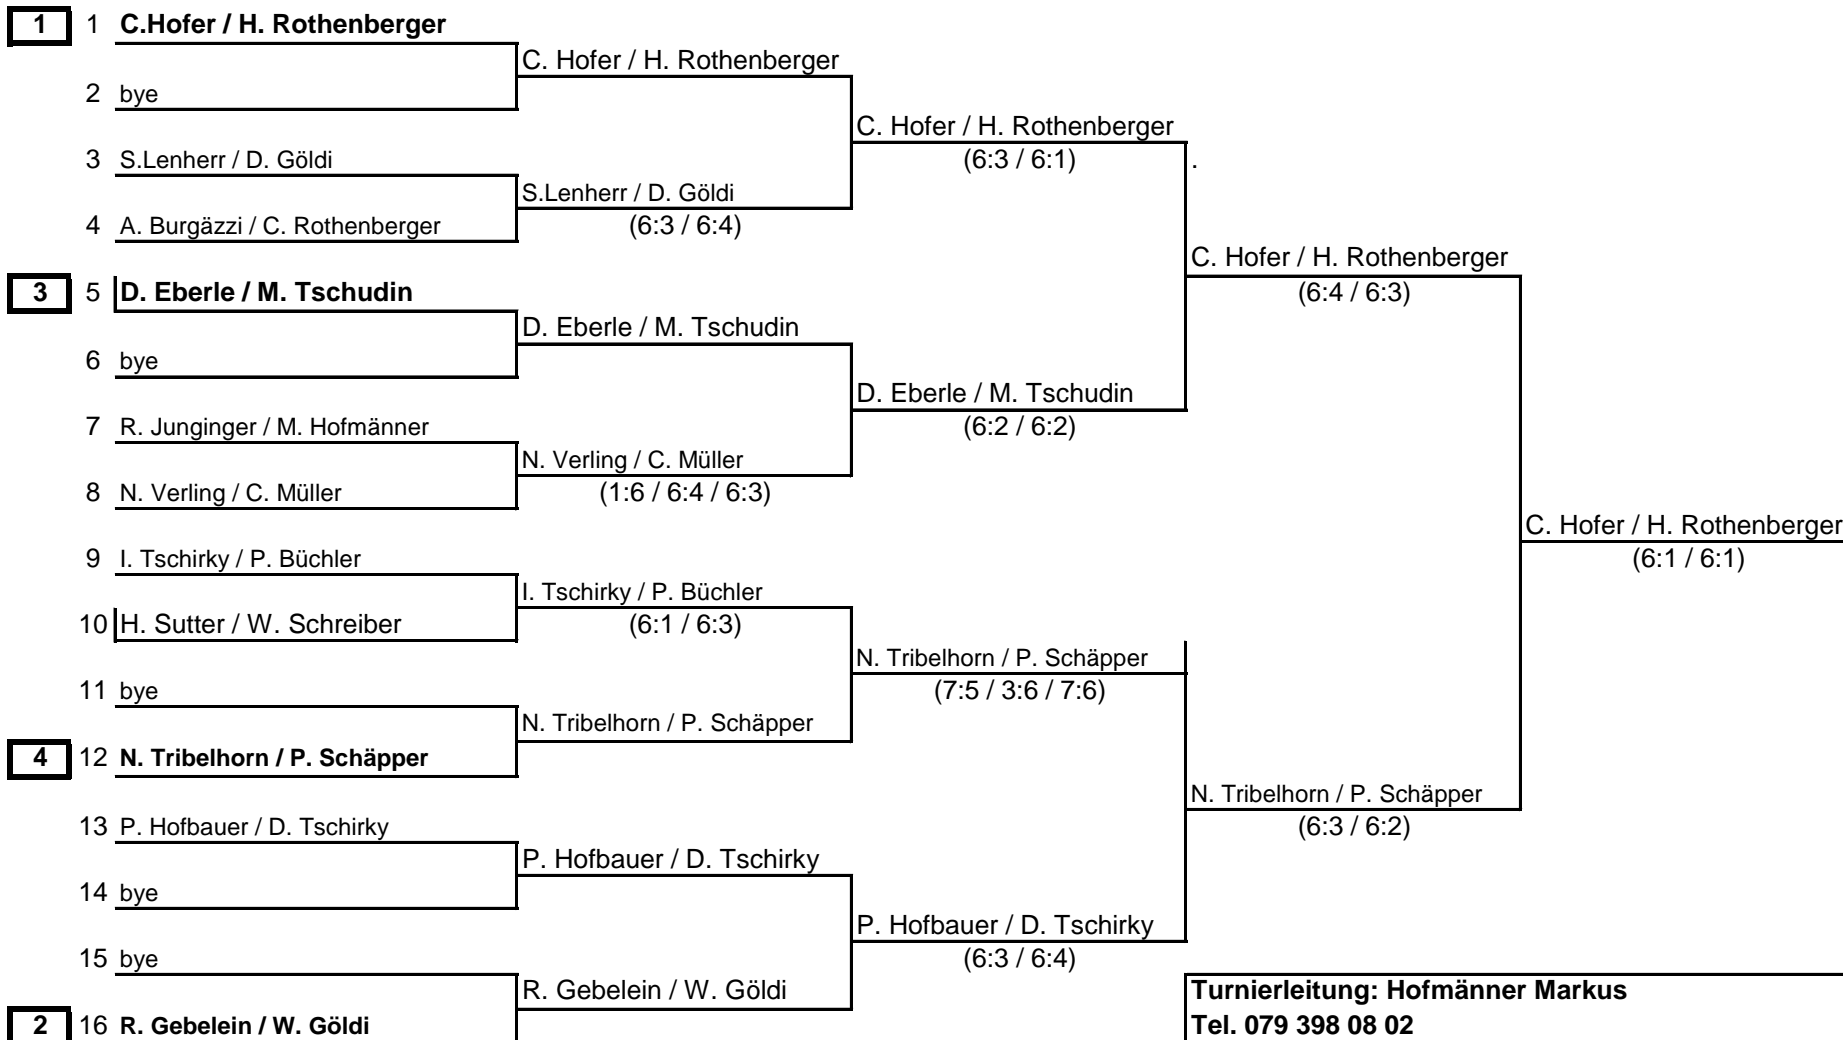 1 1 C.Hofer / H. Rothenberger
C. Hofer / H. Rothenberger
2 bye
C. Hofer / H. Rothenberger
3 S.Lenherr / D. Göldi
(6:3 / 6:1)
.
S.Lenherr / D. Göldi
4 A. Burgäzzi / C. Rothenberger
(6:3 / 6:4)
C. Hofer / H. Rothenberger
3 5 D. Eberle / M. Tschudin
(6:4 / 6:3)
D. Eberle / M. Tschudin
6 bye
D. Eberle / M. Tschudin
7 R. Junginger / M. Hofmänner
(6:2 / 6:2)
N. Verling / C. Müller
8 N. Verling / C. Müller
(1:6 / 6:4 / 6:3)
C. Hofer / H. Rothenberger
9 I. Tschirky / P. Büchler
(6:1 / 6:1)
I. Tschirky / P. Büchler
10 H. Sutter / W. Schreiber
(6:1 / 6:3)
N. Tribelhorn / P. Schäpper
11 bye
(7:5 / 3:6 / 7:6)
N. Tribelhorn / P. Schäpper
4 12 N. Tribelhorn / P. Schäpper
N. Tribelhorn / P. Schäpper
13 P. Hofbauer / D. Tschirky
(6:3 / 6:2)
P. Hofbauer / D. Tschirky
14 bye
P. Hofbauer / D. Tschirky
15 bye
(6:3 / 6:4)
R. Gebelein / W. Göldi
Turnierleitung: Hofmänner Markus
2 16 R. Gebelein / W. Göldi
Tel. 079 398 08 02